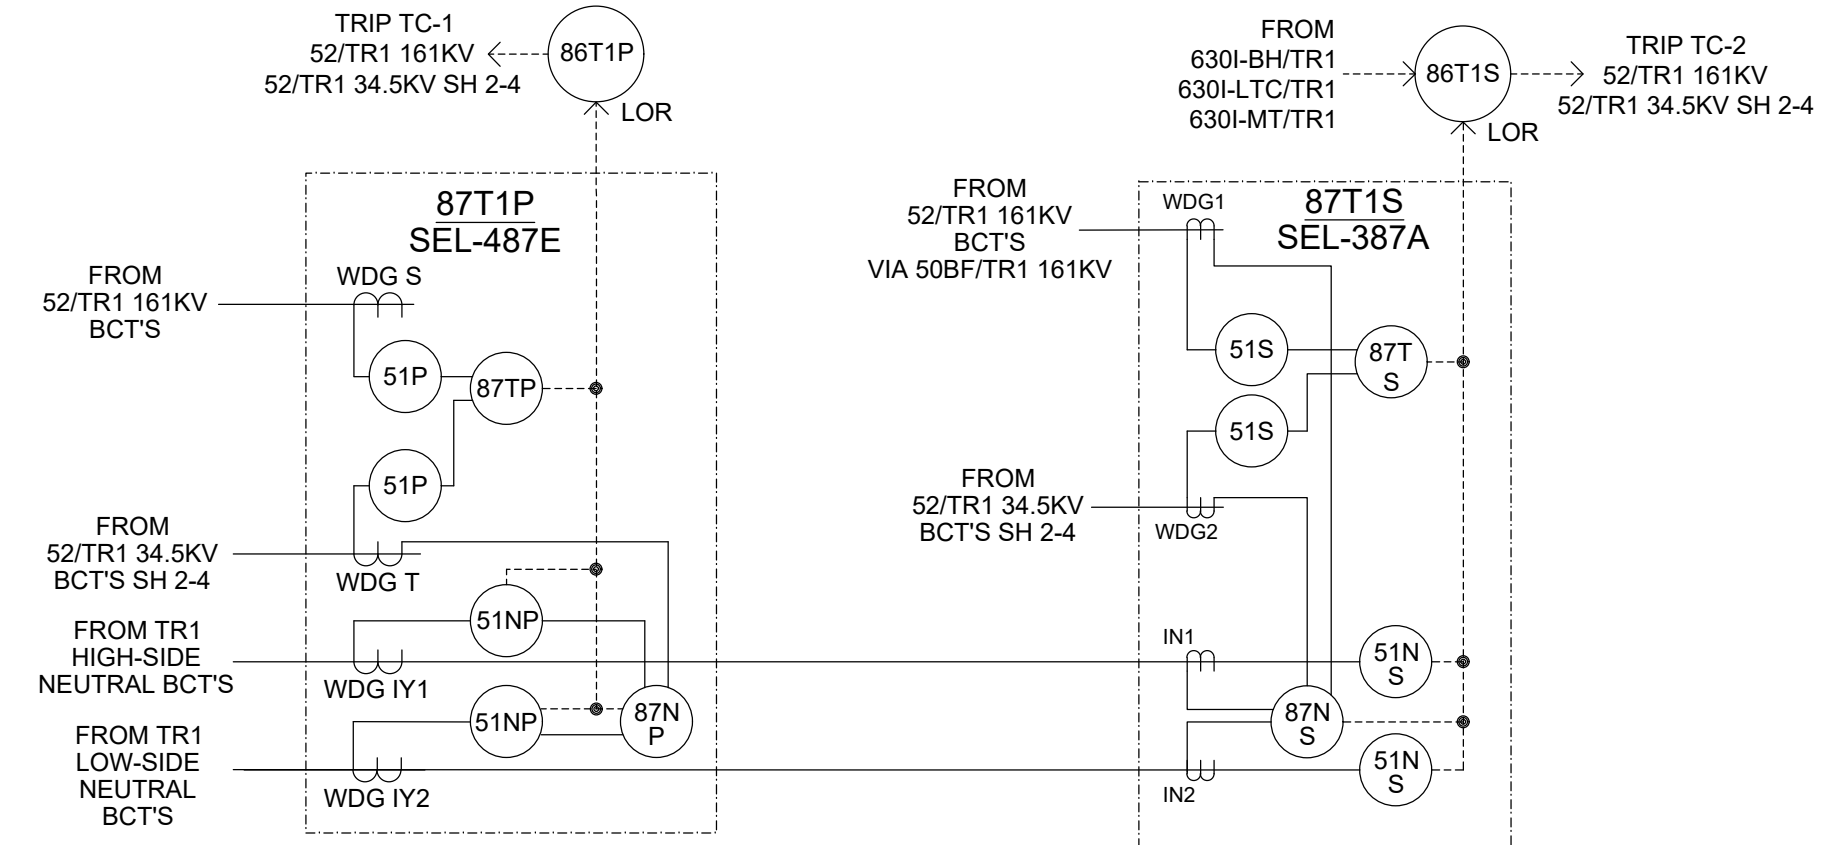 TRIP TC-1
52/TR1 161KV
52/TR1 34.5KV SH 2-4
86T1P
LOR
87T1P
SEL-487E
FROM
52/TR1 161KV
BCT'S
WDG S
51P
87TP
51P
FROM
52/TR1 34.5KV
BCT'S SH 2-4
WDG T
51NP
FROM TR1
HIGH-SIDE
NEUTRAL BCT'S
WDG IY1
51NP
87N
P
FROM TR1
LOW-SIDE
NEUTRAL
BCT'S
WDG IY2
FROM
630I-BH/TR1
630I-LTC/TR1
630I-MT/TR1
86T1S
TRIP TC-2
52/TR1 161KV
52/TR1 34.5KV SH 2-4
LOR
87T1S
SEL-387A
FROM
52/TR1 161KV
BCT'S
VIA 50BF/TR1 161KV
WDG1
51S
87T
S
51S
FROM
52/TR1 34.5KV
BCT'S SH 2-4
WDG2
IN1
51N
S
87N
S
51N
S
IN2